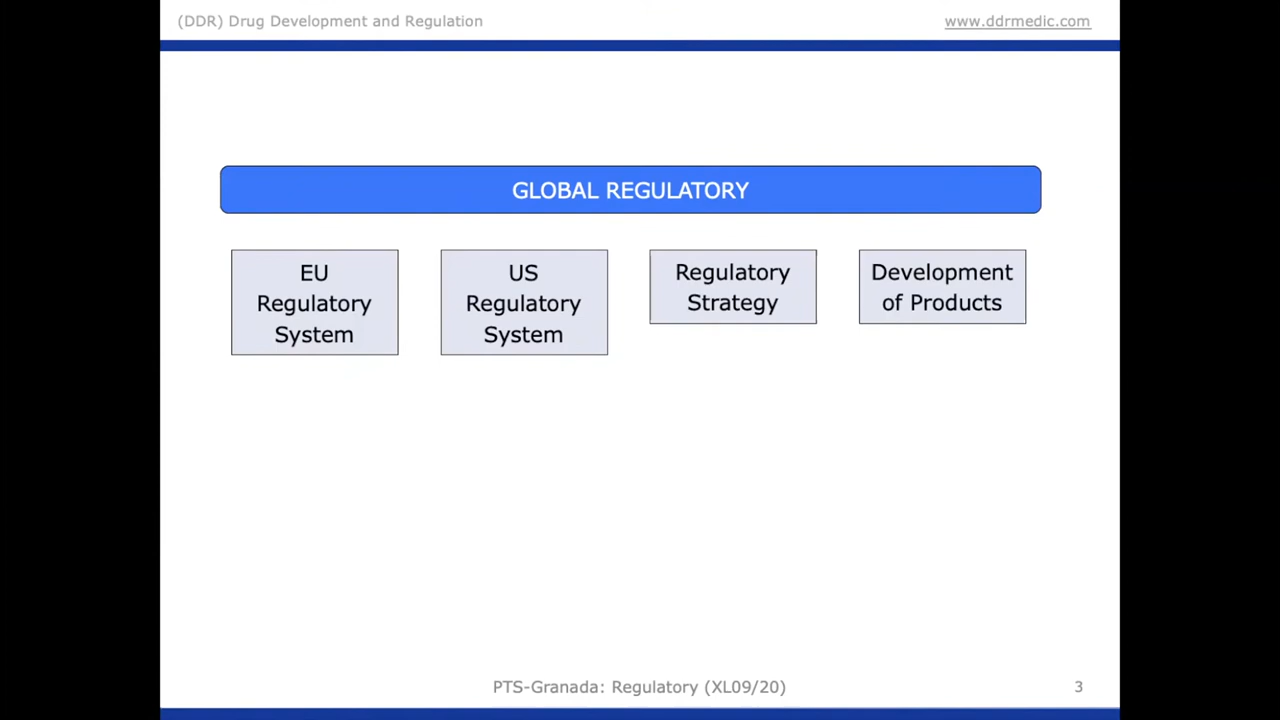 (DDR) Drug Development and Regulation
www.ddrmedic.com
GLOBAL REGULATORY
EU
Regulatory
System
US
Regulatory
System
Regulatory
Strategy
Development
of Products
PTS-Granada: Regulatory (XL09/20)
3